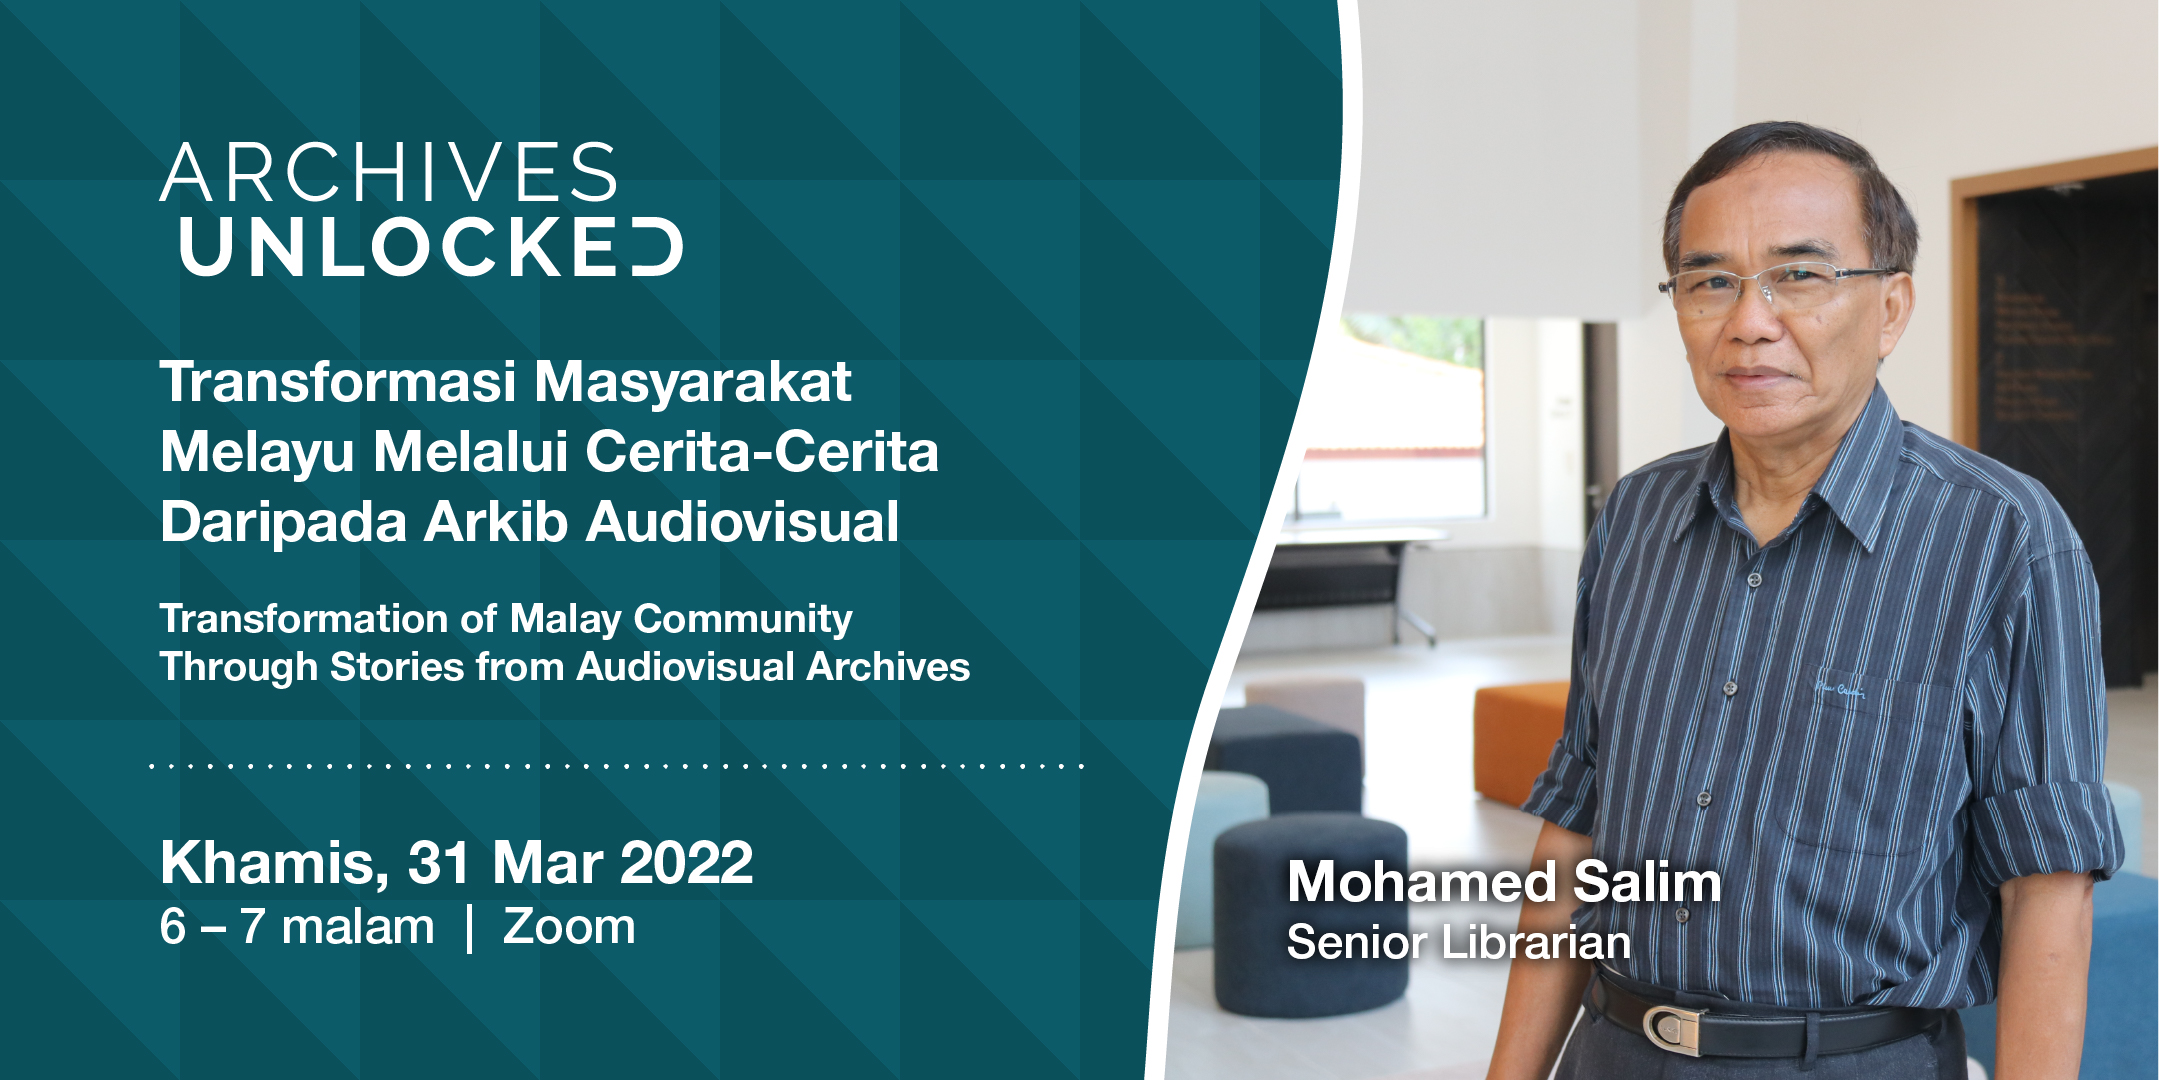 ARCHIVES
UNLOCKED
Transformasi Masyarakat
Melayu Melalui Cerita-Cerita
Daripada Arkib Audiovisual
Transformation of Malay Community
Through Stories from Audiovisual Archives
Khamis, 31 Mar 2022
6 – 7 malam | Zoom
Mohamed Salim
Senior Librarian